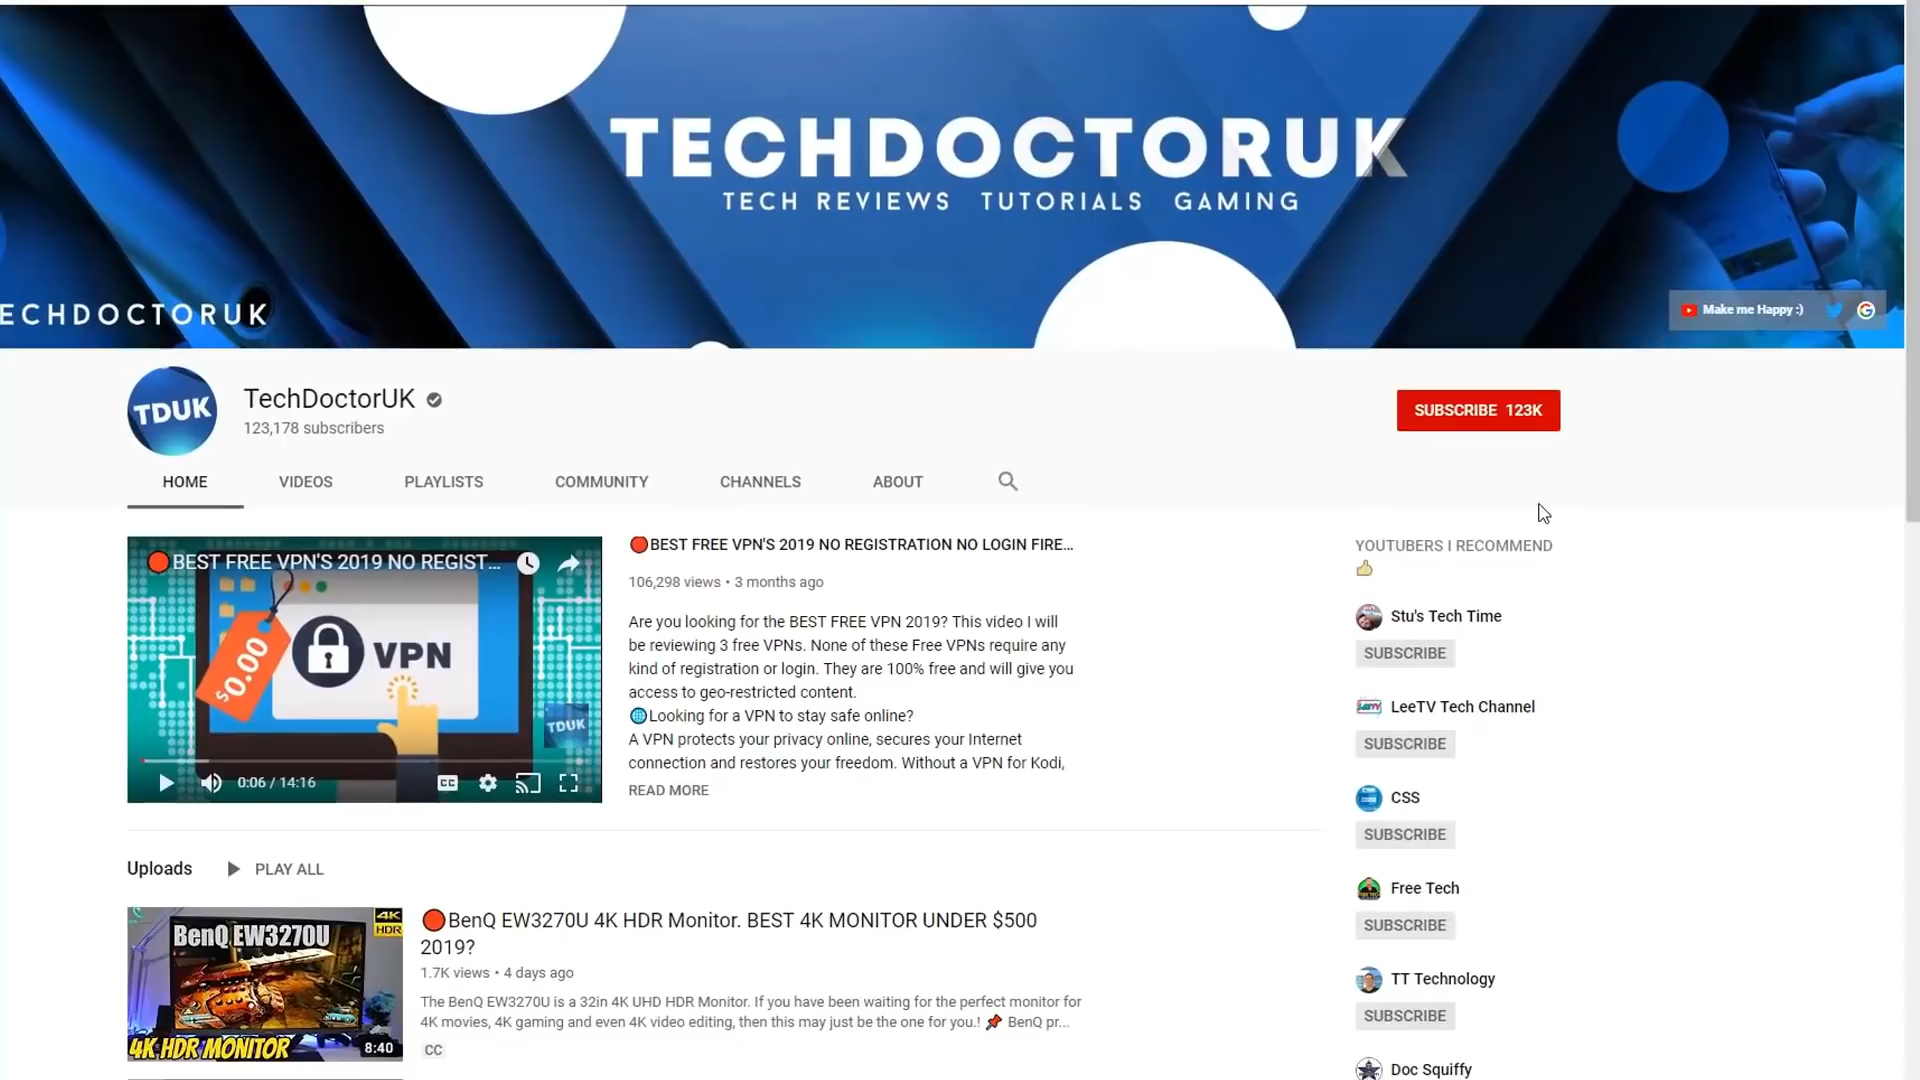 TECHDOCTORUK
TECH REVIEWS TUTORIALS GAMING
ECHDOCTORUK
Make me Happy :)
TDUK
TechDoctorUK
123,178 subscribers
SUBSCRIBE 123K
HOME VIDEOS PLAYLISTS COMMUNITY CHANNELS ABOUT
BEST FREE VPN'S 2019 NO REGIST...
$0.00
VPN
TDUK
0:06 / 14:16
CC
BEST FREE VPN'S 2019 NO REGISTRATION NO LOGIN FIRE...
106,298 views • 3 months ago
Are you looking for the BEST FREE VPN 2019? This video I will
be reviewing 3 free VPNs. None of these Free VPNs require any
kind of registration or login. They are 100% free and will give you
access to geo-restricted content.
Looking for a VPN to stay safe online?
A VPN protects your privacy online, secures your Internet
connection and restores your freedom. Without a VPN for Kodi,
READ MORE
Uploads PLAY ALL
BenQ EW3270U
4K
HDR
4K HDR MONITOR
8:40
BenQ EW3270U 4K HDR Monitor. BEST 4K MONITOR UNDER $500
2019?
1.7K views • 4 days ago
The BenQ EW3270U is a 32in 4K UHD HDR Monitor. If you have been waiting for the perfect monitor for
4K movies, 4K gaming and even 4K video editing, then this may just be the one for you.! BenQ pr...
CC
YOUTUBERS I RECOMMEND
Stu's Tech Time
SUBSCRIBE
LeeTV Tech Channel
SUBSCRIBE
CSS
SUBSCRIBE
Free Tech
SUBSCRIBE
TT Technology
SUBSCRIBE
Doc Squiffy